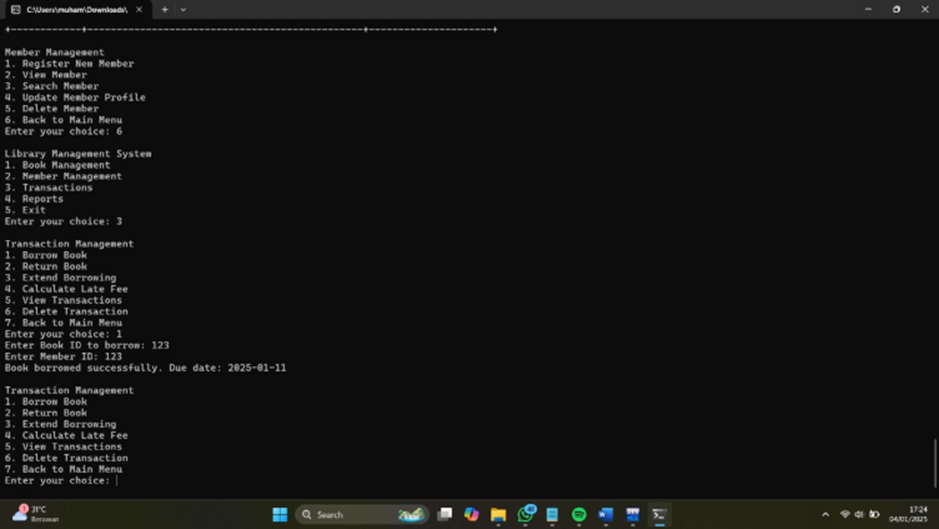 C:\Users\muham\Downloads\
Member Management
1. Register New Member
2. View Member
3. Search Member
4. Update Member Profile
5. Delete Member
6. Back to Main Menu
Enter your choice: 6
Library Management System
1. Book Management
2. Member Management
3. Transactions
4. Reports
5. Exit
Enter your choice: 3
Transaction Management
1. Borrow Book
2. Return Book
3. Extend Borrowing
4. Calculate Late Fee
5. View Transactions
6. Delete Transaction
7. Back to Main Menu
Enter your choice: 1
Enter Book ID to borrow: 123
Enter Member ID: 123
Book borrowed successfully. Due date: 2025-01-11
Transaction Management
1. Borrow Book
2. Return Book
3. Extend Borrowing
4. Calculate Late Fee
5. View Transactions
6. Delete Transaction
7. Back to Main Menu
Enter your choice:
31°C
Berawan
Search
17:24
04/01/2025